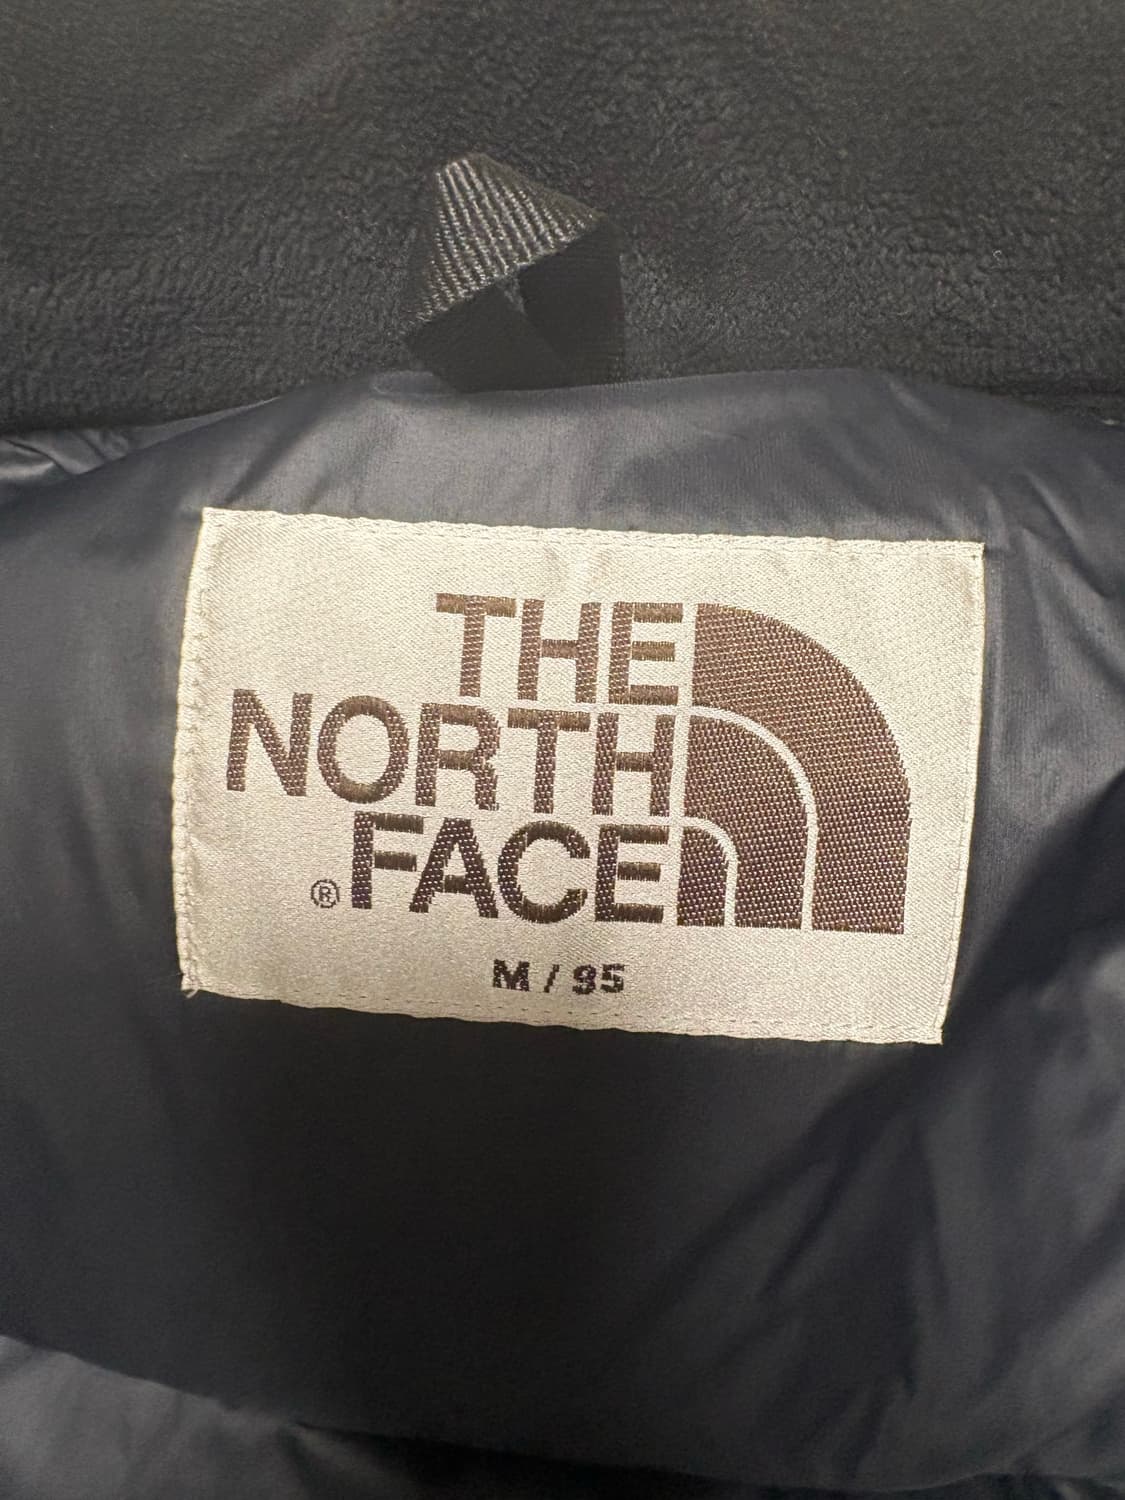 THE
NORTH
® FACE
M / 95